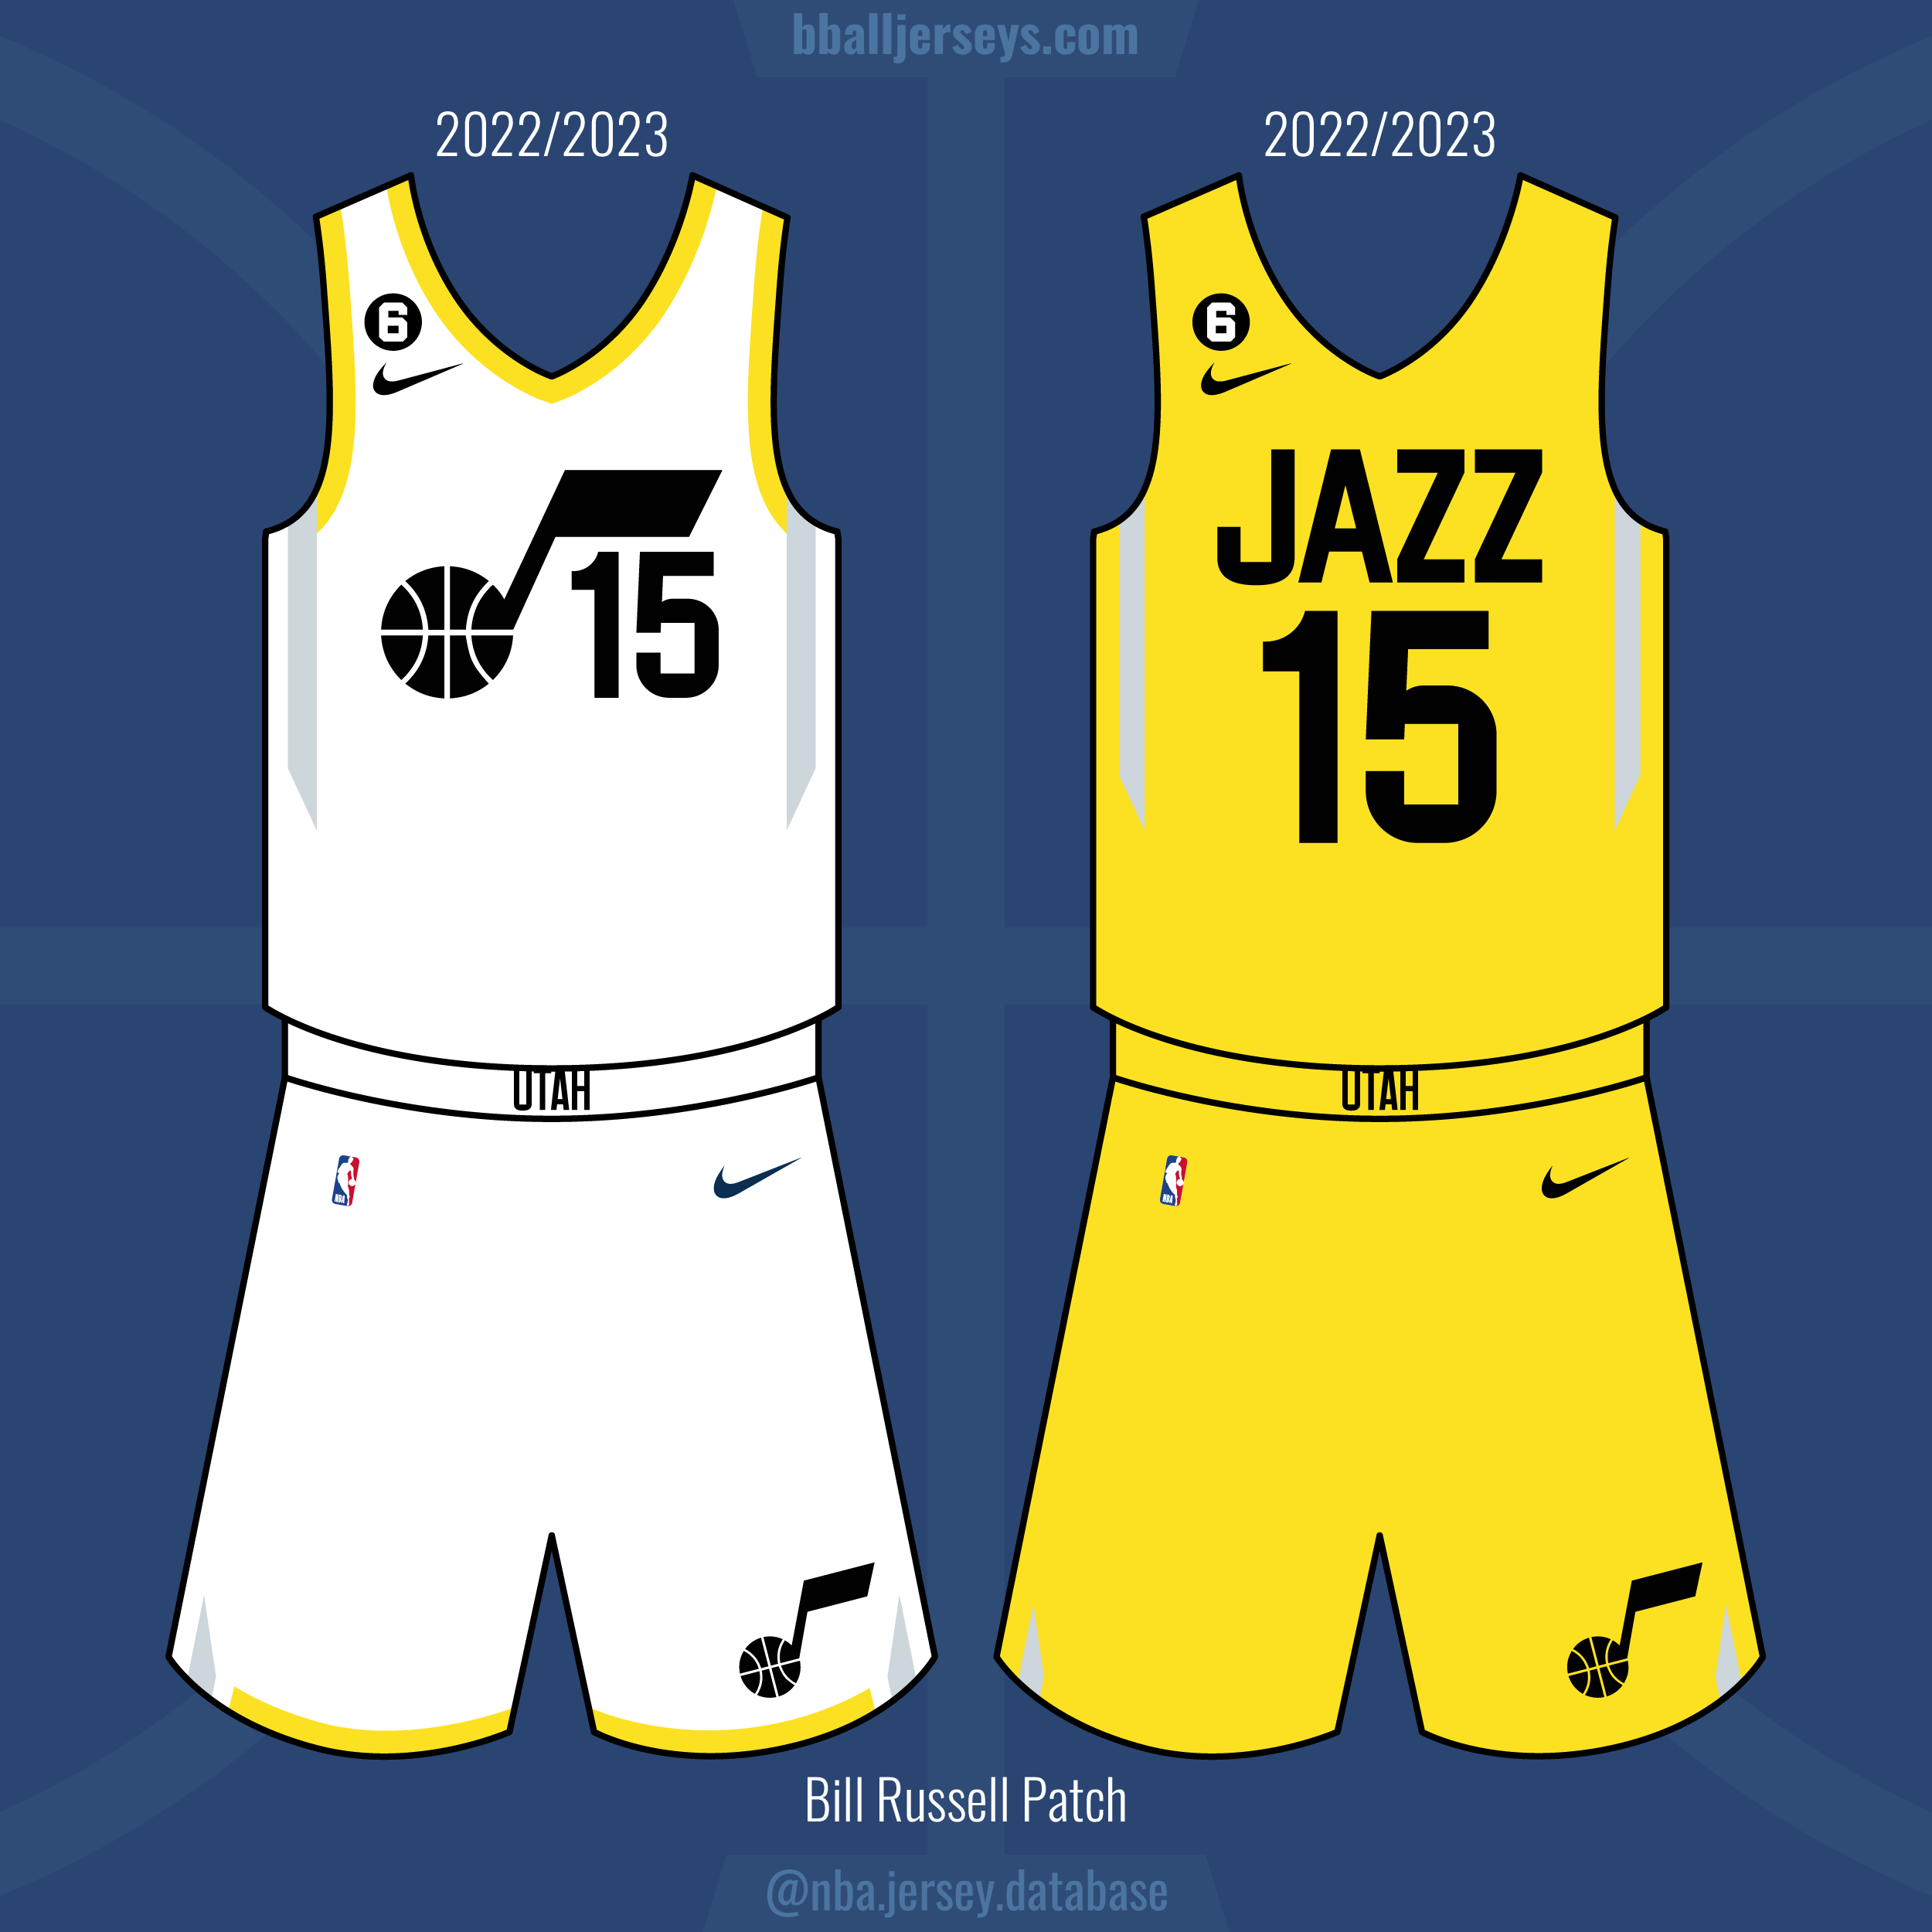 bballjerseys.com
2022/2023
2022/2023
6
6
JAZZ
15
15
UTAH
UTAH
NBA
NBA
Bill Russell Patch
@nba.jersey.database